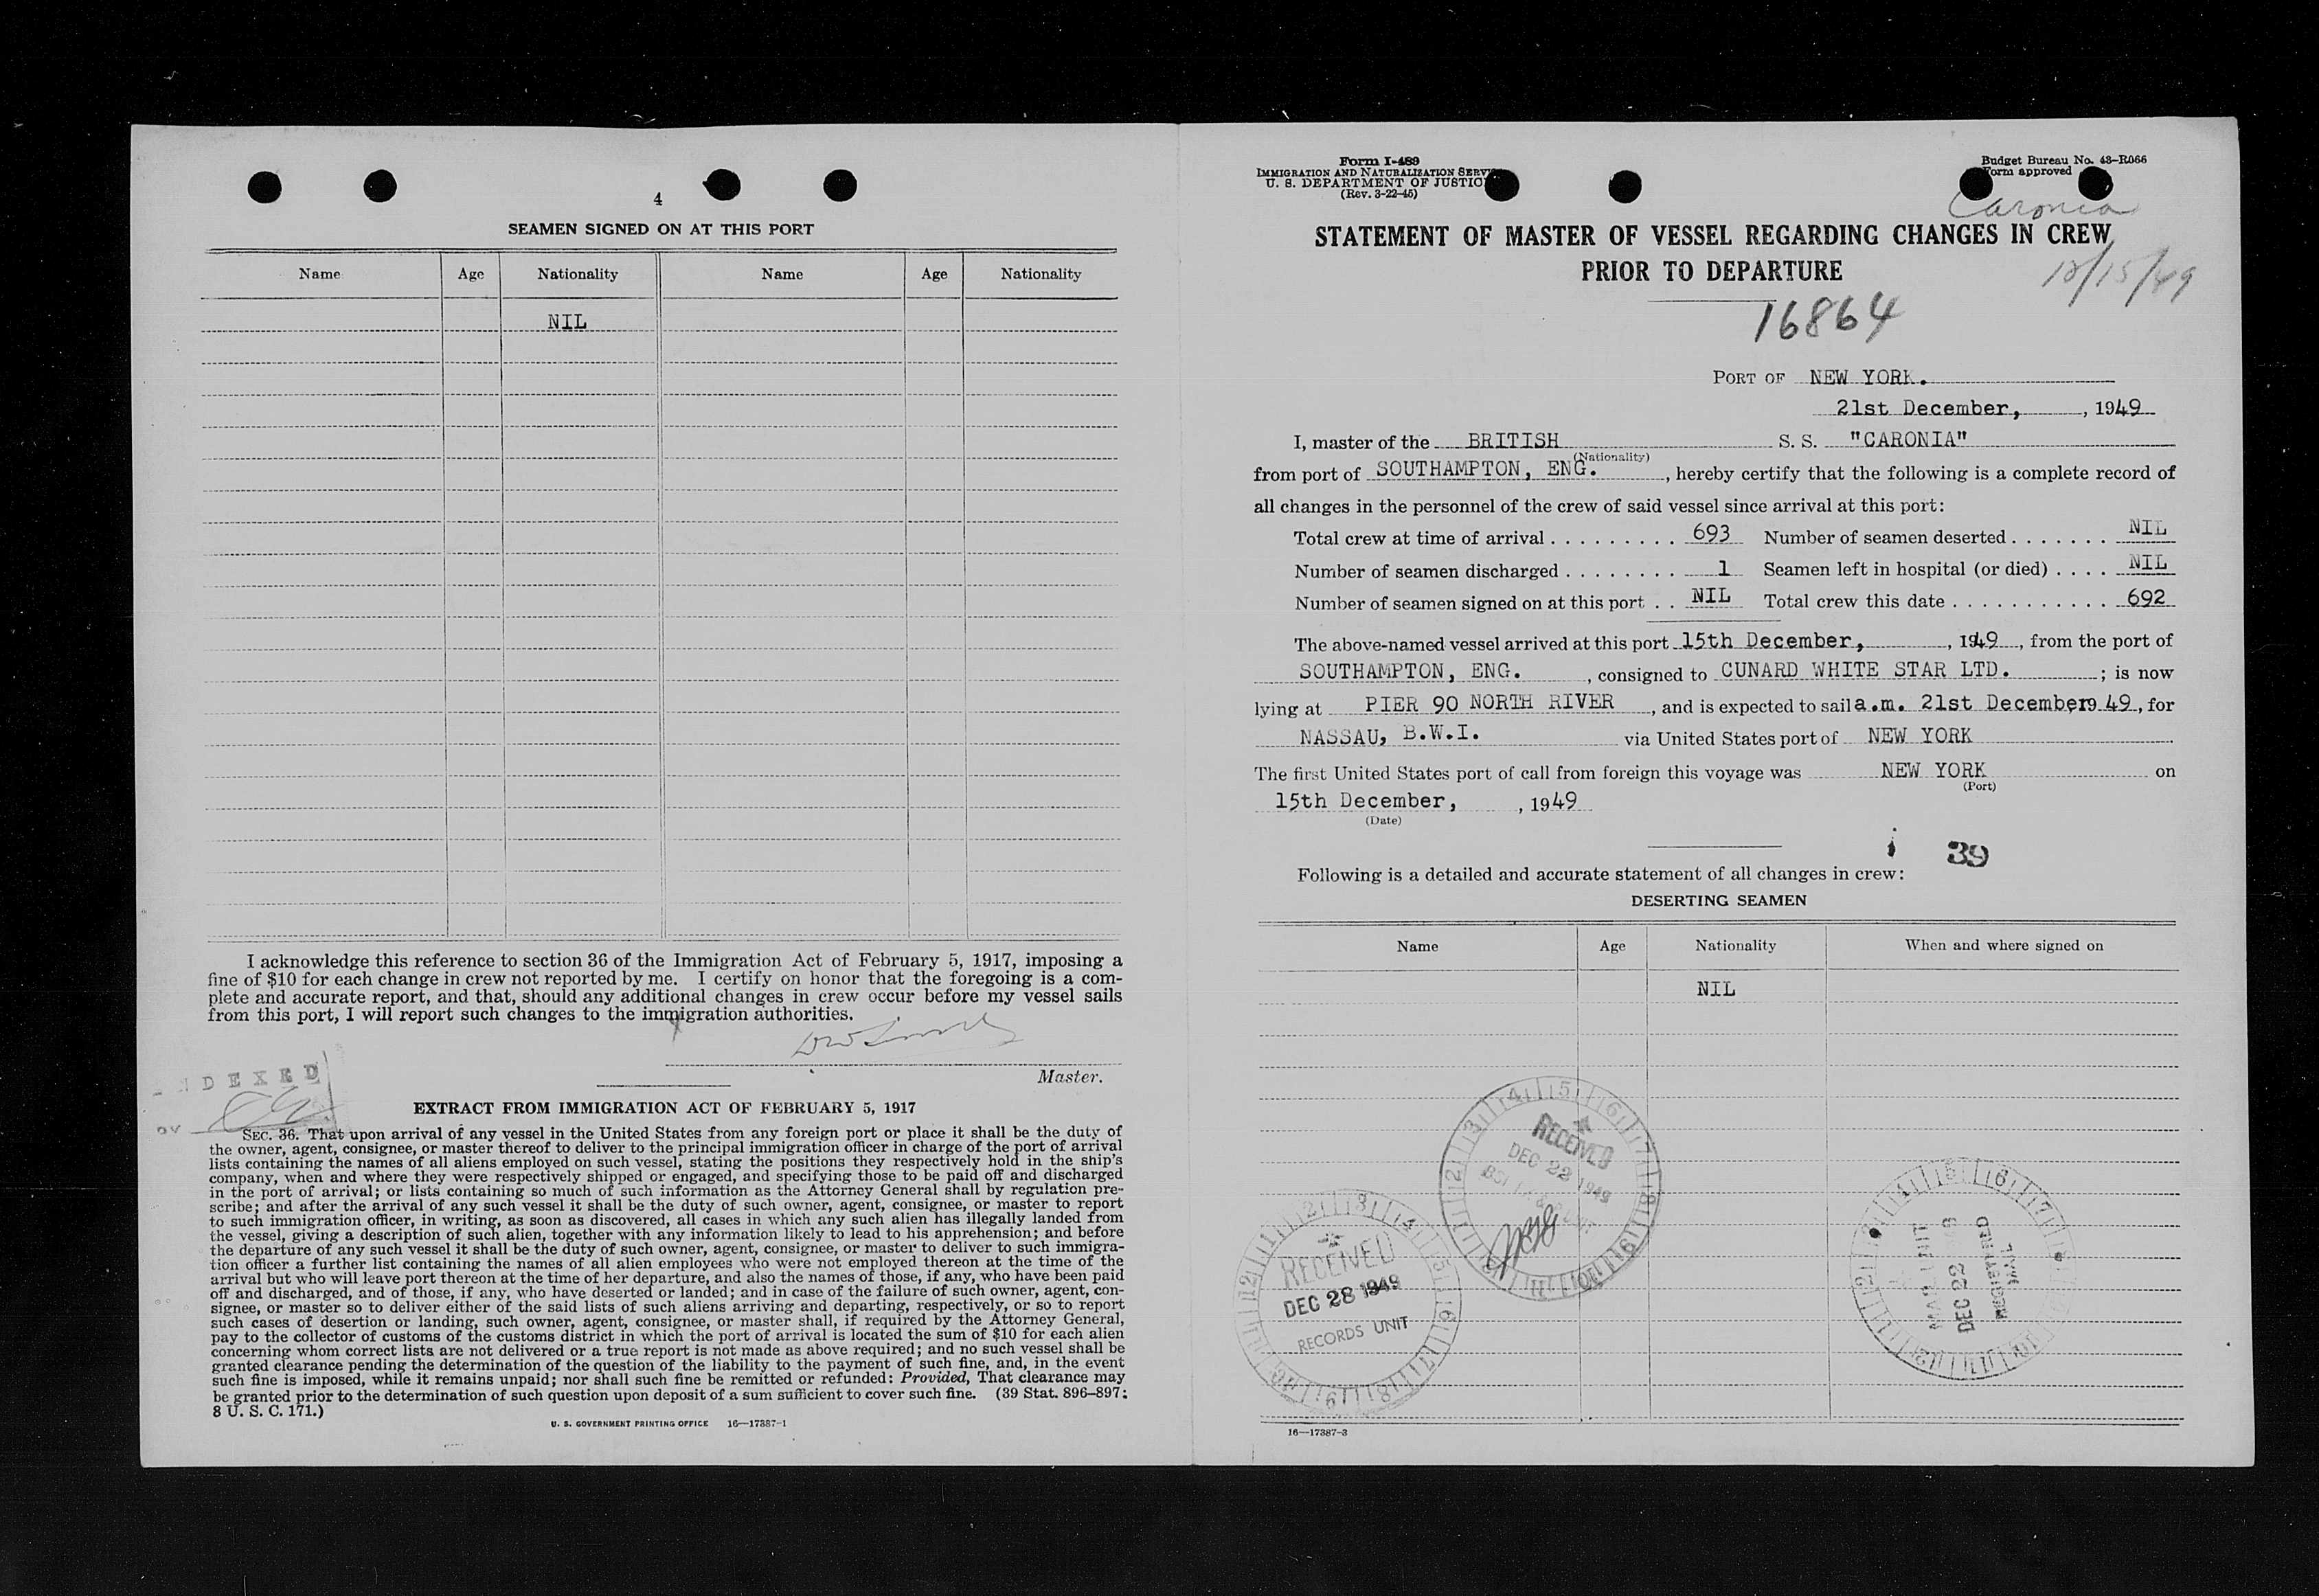 4
SEAMEN SIGNED ON AT THIS PORT
Name Age Nationality Name Age Nationality
NIL
I acknowledge this reference to section 36 of the Immigration Act of February 5, 1917, imposing a
fine of $10 for each change in crew not reported by me. I certify on honor that the foregoing is a com-
plete and accurate report, and that, should any additional changes in crew occur before my vessel sails
from this port, I will report such changes to the immigration authorities.
Master.
INDEXED
EXTRACT FROM IMMIGRATION ACT OF FEBRUARY 5, 1917
SEC. 36. That upon arrival of any vessel in the United States from any foreign port or place it shall be the duty of
the owner, agent, consignee, or master thereof to deliver to the principal immigration officer in charge of the port of arrival
lists containing the names of all aliens employed on such vessel, stating the positions they respectively hold in the ship's
company, when and where they were respectively shipped or engaged, and specifying those to be paid off and discharged
in the port of arrival; or lists containing so much of such information as the Attorney General shall by regulation pre-
scribe; and after the arrival of any such vessel it shall be the duty of such owner, agent, consignee, or master to report
to such immigration officer, in writing, as soon as discovered, all cases in which any such alien has illegally landed from
the vessel, giving a description of such alien, together with any information likely to lead to his apprehension; and before
the departure of any such vessel it shall be the duty of such owner, agent, consignee, or master to deliver to such immigra-
tion officer a further list containing the names of all alien employees who were not employed thereon at the time of the
arrival but who will leave port thereon at the time of her departure, and also the names of those, if any, who have been paid
off and discharged, and of those, if any, who have deserted or landed; and in case of the failure of such owner, agent, con-
signee, or master so to deliver either of the said lists of such aliens arriving and departing, respectively, or so to report
such cases of desertion or landing, such owner, agent, consignee, or master shall, if required by the Attorney General,
pay to the collector of customs of the customs district in which the port of arrival is located the sum of $10 for each alien
concerning whom correct lists are not delivered or a true report is not made as above required; and no such vessel shall be
granted clearance pending the determination of the question of the liability to the payment of such fine, and, in the event
such fine is imposed, while it remains unpaid; nor shall such fine be remitted or refunded: Provided, That clearance may
be granted prior to the determination of such question upon deposit of a sum sufficient to cover such fine. (39 Stat. 896–897;
8 U. S. C. 171.)
U. S. GOVERNMENT PRINTING OFFICE 16—17387-1
Form I-489
IMMIGRATION AND NATURALIZATION SERVICE
U. S. DEPARTMENT OF JUSTICE
(Rev. 3-22-45)
Budget Bureau No. 43-R066
Form approved
Caronia
STATEMENT OF MASTER OF VESSEL REGARDING CHANGES IN CREW
PRIOR TO DEPARTURE
12/15/49
16864
PORT OF NEW YORK.
21st December, , 1949
I, master of the BRITISH S. S. "CARONIA"
(Nationality)
from port of SOUTHAMPTON, ENG. , hereby certify that the following is a complete record of
all changes in the personnel of the crew of said vessel since arrival at this port:
Total crew at time of arrival . . . . . . . . . 693 Number of seamen deserted . . . . . . . NIL
Number of seamen discharged . . . . . . . . 1 Seamen left in hospital (or died) . . . . NIL
Number of seamen signed on at this port . . NIL Total crew this date . . . . . . . . . . . . 692
The above-named vessel arrived at this port 15th December, , 1949 , from the port of
SOUTHAMPTON, ENG. , consigned to CUNARD WHITE STAR LTD. ; is now
lying at PIER 90 NORTH RIVER , and is expected to sail a.m. 21st December, 1949 , for
NASSAU, B.W.I. via United States port of NEW YORK
The first United States port of call from foreign this voyage was NEW YORK on
(Port)
15th December, , 1949
(Date)
39
Following is a detailed and accurate statement of all changes in crew:
DESERTING SEAMEN
Name Age Nationality When and where signed on
NIL
RECEIVED
DEC 22 1949
RECEIVED
DEC 28 1949
RECORDS UNIT
DEC 22
16—17387-3